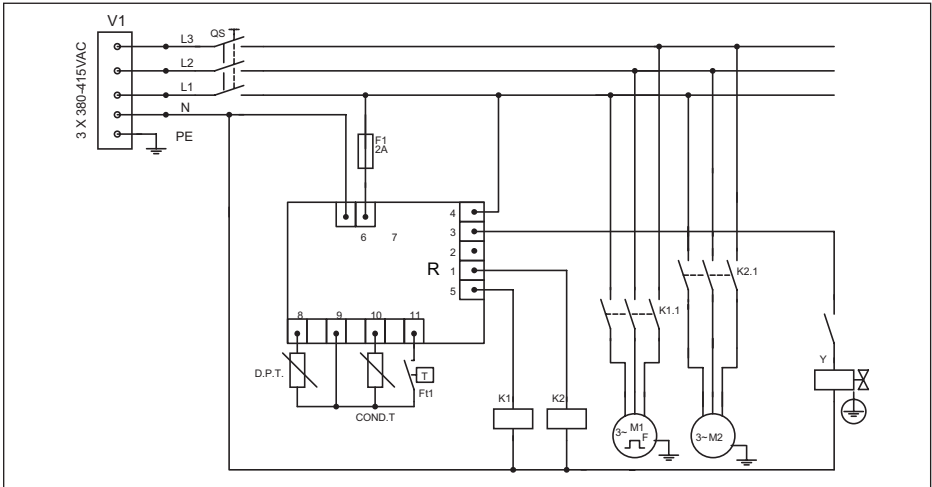 V1
3 X 380-415VAC
L3
QS
L2
L1
N
PE
F1
2A
6
7
4
3
2
1
5
R
8
9
10
11
D.P.T.
T
Ft1
COND.T
K1
K2
K1.1
K2.1
3~ M1
F
3~ M2
Y